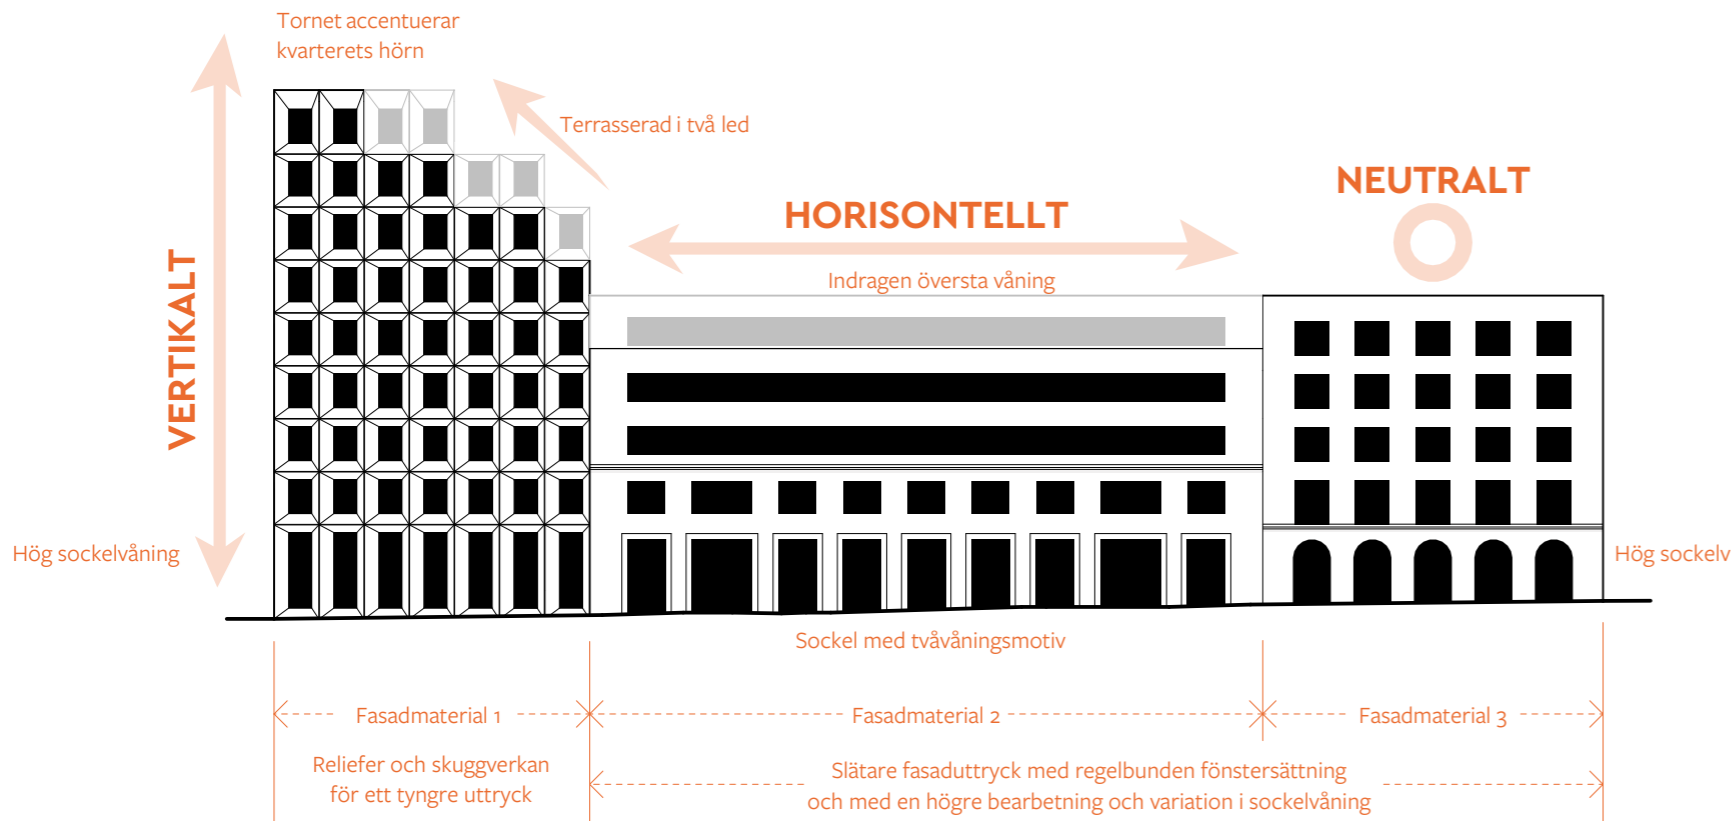 Tornet accentuerar
kvarterets hörn
Terrasserad i två led
NEUTRALT
HORISONTELLT
Indragen översta våning
VERTIKALT
Hög sockelvåning
Hög sockelv
Sockel med tvåvåningsmotiv
Fasadmaterial 1
Fasadmaterial 2
Fasadmaterial 3
Reliefer och skuggverkan
för ett tyngre uttryck
Slätare fasaduttryck med regelbunden fönstersättning
och med en högre bearbetning och variation i sockelvåning